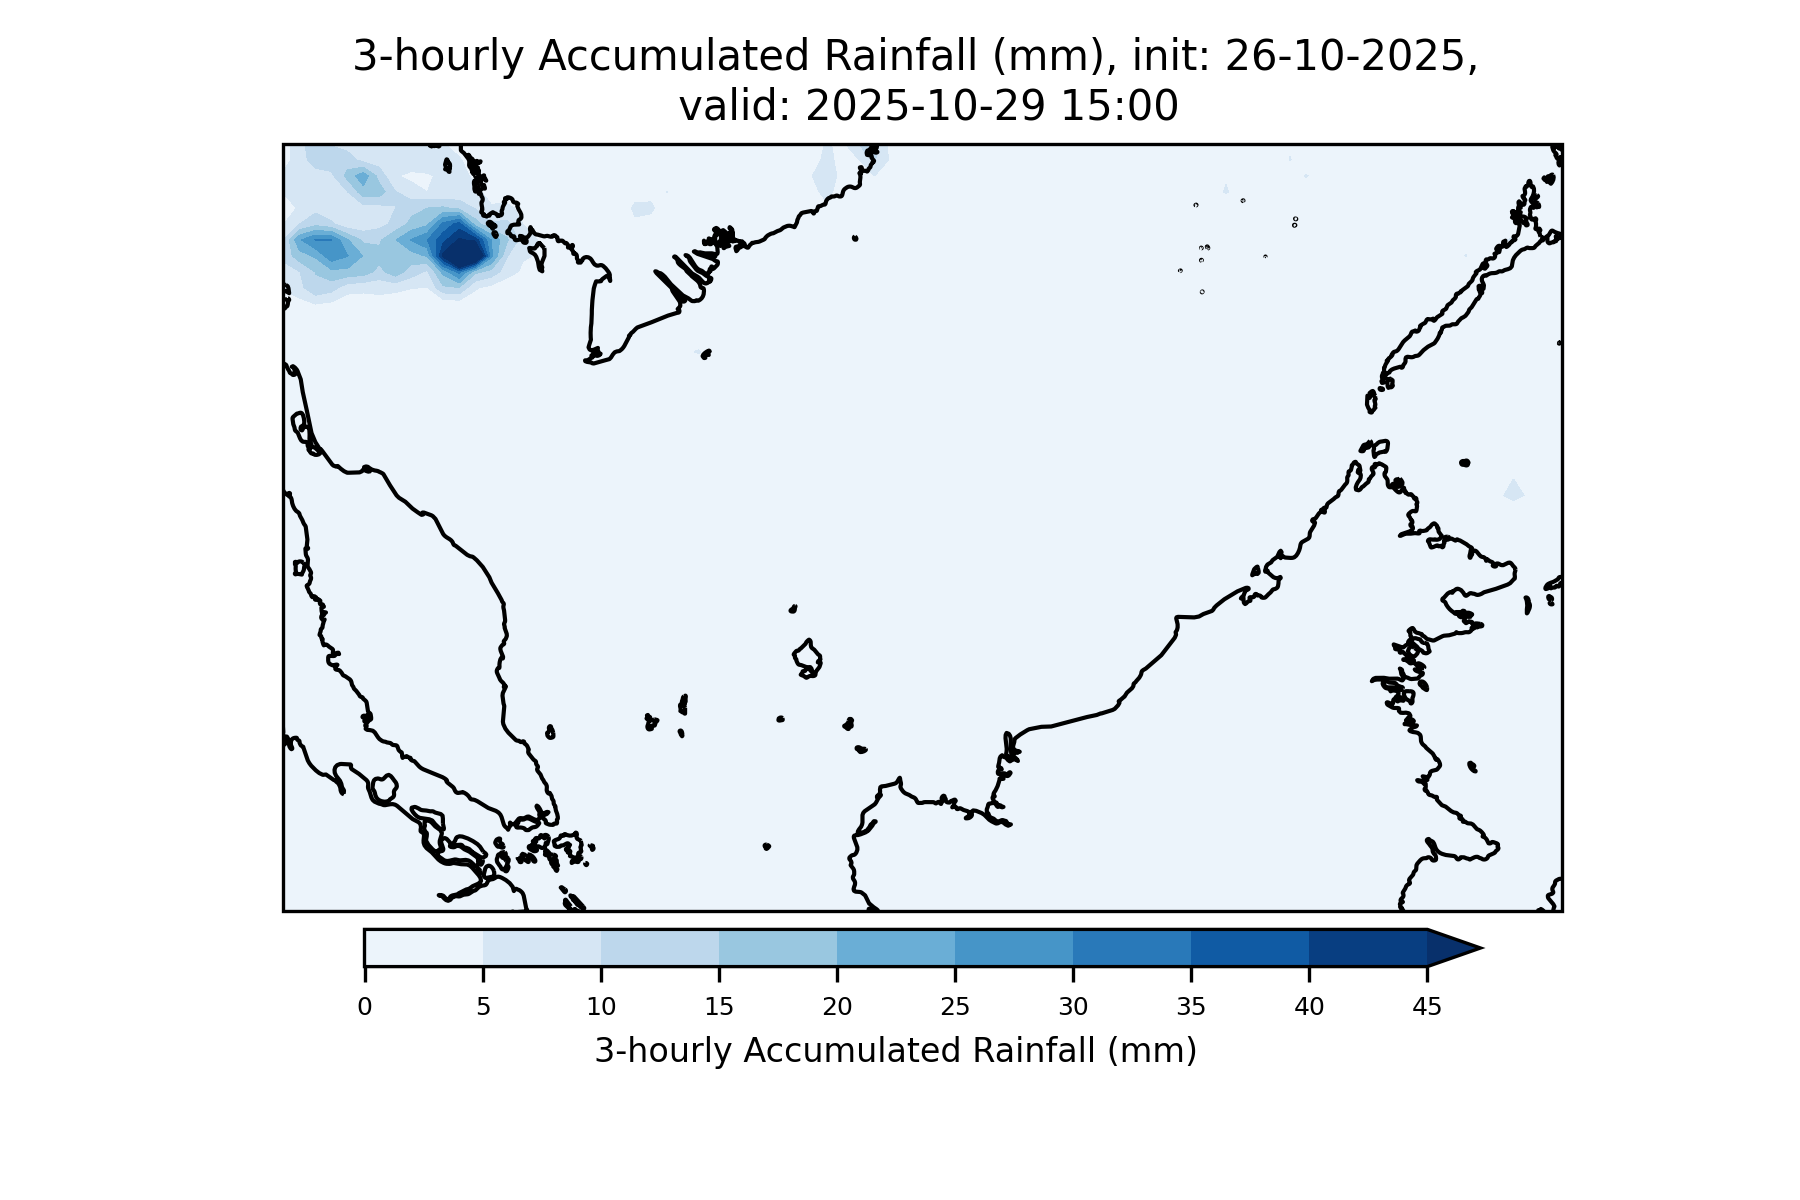 3-hourly Accumulated Rainfall (mm), init: 26-10-2025,
valid: 2025-10-29 15:00
0 5 10 15 20 25 30 35 40 45
3-hourly Accumulated Rainfall (mm)